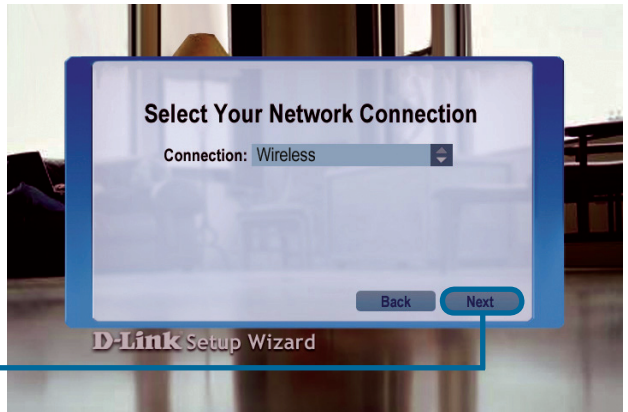 Select Your Network Connection
Connection: Wireless
Back Next
D-Link Setup Wizard